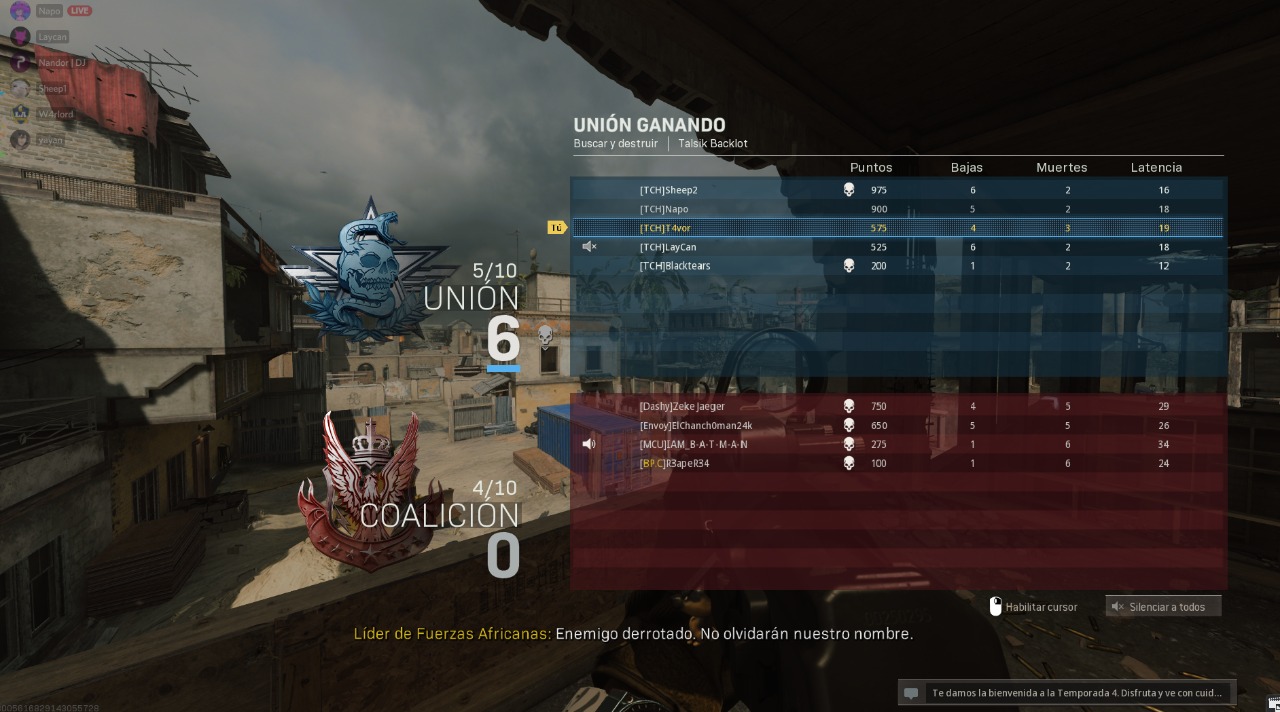 Napo LIVE
Laycan
Nandor | DJ
Sheep!
W4rlord
yayan
UNIÓN GANANDO
Buscar y destruir | Talsik Backlot
Puntos Bajas Muertes Latencia
[TCH]Sheep2 975 6 2 16
[TCH]Napo 900 5 2 18
Tú [TCH]T4vor 575 4 3 19
[TCH]LayCan 525 6 2 18
[TCH]Blacktears 200 1 2 12
5/10
UNIÓN
6
[Dashy]Zeke Jaeger 750 4 5 29
[Envoy]ElChanch0man24k 650 5 5 26
[MCU]IAM_B-A-T-M-A-N 275 1 6 34
[BP.C]R3apeR34 100 1 6 24
4/10
COALICIÓN
0
Habilitar cursor
Silenciar a todos
Líder de Fuerzas Africanas: Enemigo derrotado. No olvidarán nuestro nombre.
Te damos la bienvenida a la Temporada 4. Disfruta y ve con cuid...